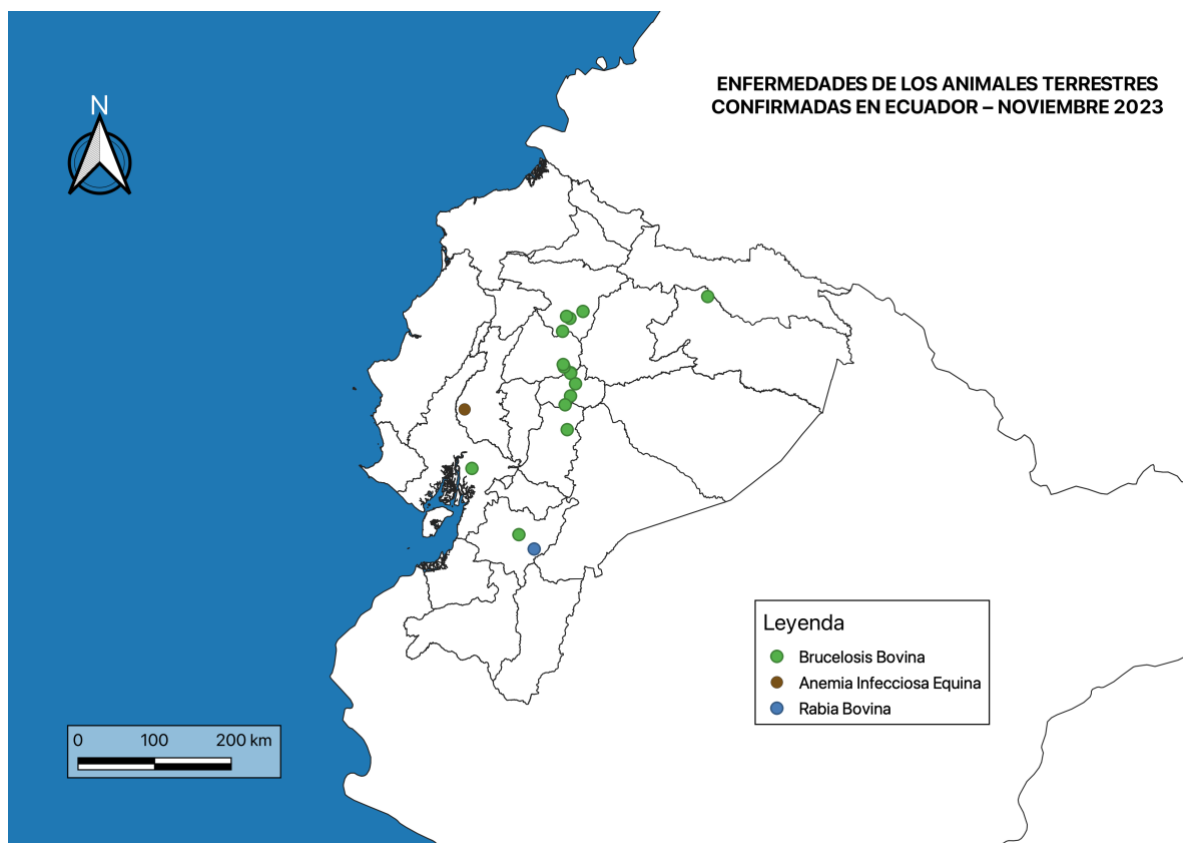 ENFERMEDADES DE LOS ANIMALES TERRESTRES
CONFIRMADAS EN ECUADOR – NOVIEMBRE 2023
N
Leyenda
Brucelosis Bovina
Anemia Infecciosa Equina
Rabia Bovina
0 100 200 km